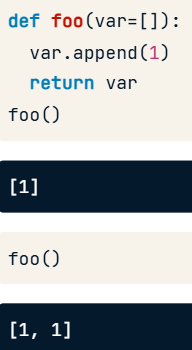 def foo(var=[]):
  var.append(1)
  return var
foo()
[1]
foo()
[1, 1]